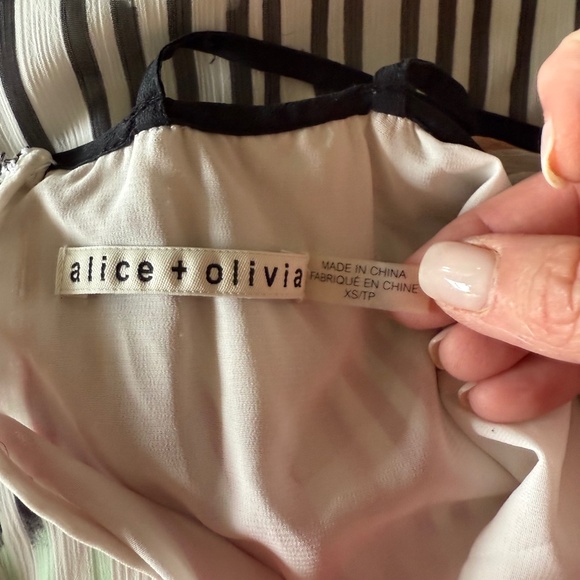 alice + olivia
MADE IN CHINA
FABRIQUÉ EN CHINE
XS/TP